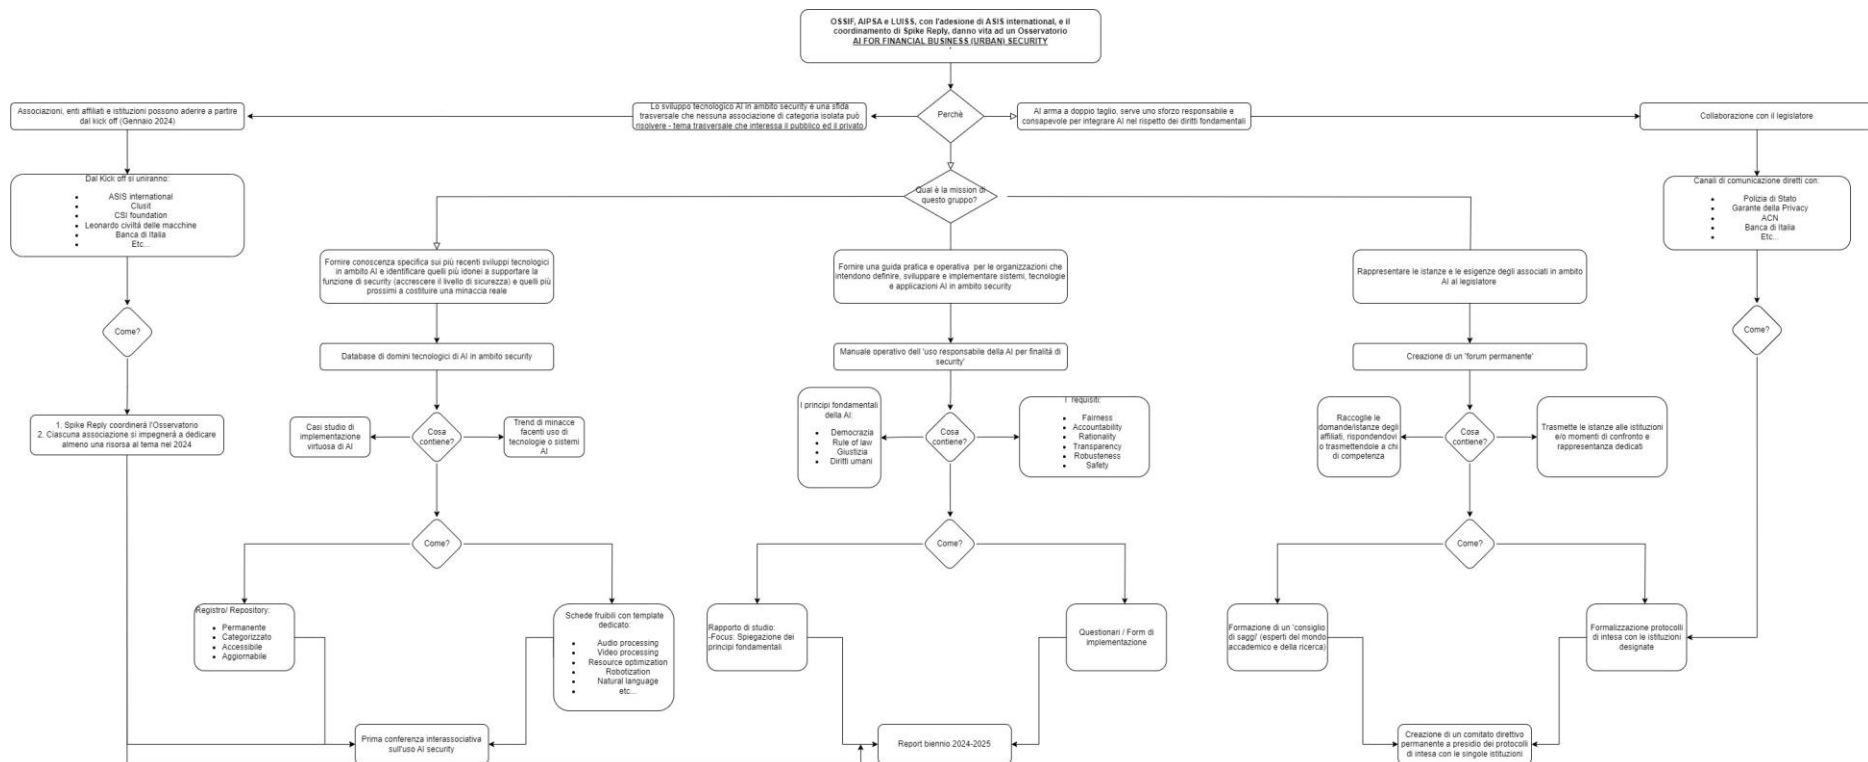 OSSIF, AIPSA e LUISS, con l'adesione di ASIS international, e il
coordinamento di Spike Reply, danno vita ad un Osservatorio
AI FOR FINANCIAL BUSINESS (URBAN) SECURITY
Associazioni, enti affiliati e istituzioni possono aderire a partire
dal kick off (Gennaio 2024)
Lo sviluppo tecnologico AI in ambito security è una sfida
trasversale che nessuna associazione di categoria isolata può
risolvere - tema trasversale che interessa il pubblico ed il privato
Perchè
AI arma a doppio taglio, serve uno sforzo responsabile e
consapevole per integrare AI nel rispetto dei diritti fondamentali
Collaborazione con il legislatore
Dal Kick off si uniranno:
• ASIS international
• Clusit
• CSI foundation
• Leonardo civiltà delle macchine
• Banca di Italia
• Etc...
Qual è la mission di
questo gruppo?
Canali di comunicazione diretti con:
• Polizia di Stato
• Garante della Privacy
• ACN
• Banca di Italia
• Etc...
Fornire conoscenza specifica sui più recenti sviluppi tecnologici
in ambito AI e identificare quelli più idonei a supportare la
funzione di security (accrescere il livello di sicurezza) e quelli più
prossimi a costituire una minaccia reale
Fornire una guida pratica e operativa per le organizzazioni che
intendono definire, sviluppare e implementare sistemi, tecnologie
e applicazioni AI in ambito security
Rappresentare le istanze e le esigenze degli associati in ambito
AI al legislatore
Come?
Come?
Database di domini tecnologici di AI in ambito security
Manuale operativo dell 'uso responsabile della AI per finalità di
security'
Creazione di un 'forum permanente'
1. Spike Reply coordinerà l'Osservatorio
2. Ciascuna associazione si impegnerà a dedicare
almeno una risorsa al tema nel 2024
Casi studio di
implementazione
virtuosa di AI
Cosa
contiene?
Trend di minacce
facenti uso di
tecnologie o sistemi
AI
I principi fondamentali
della AI:
• Democrazia
• Rule of law
• Giustizia
• Diritti umani
Cosa
contiene?
I requisiti:
• Fairness
• Accountability
• Rationality
• Transparency
• Robusteness
• Safety
Raccoglie le
domande/istanze degli
affiliati, rispondendovi
o trasmettendole a chi
di competenza
Cosa
contiene?
Trasmette le istanze alle istituzioni
e/o momenti di confronto e
rappresentanza dedicati
Come?
Come?
Come?
Registro/ Repository:
• Permanente
• Categorizzato
• Accessibile
• Aggiornabile
Schede fruibili con template
dedicato:
• Audio processing
• Video processing
• Resource optimization
• Robotization
• Natural language
• etc...
Rapporto di studio:
-Focus: Spiegazione dei
principi fondamentali
Questionari / Form di
implementazione
Formazione di un 'consiglio
di saggi' (esperti del mondo
accademico e della ricerca)
Formalizzazione protocolli
di intesa con le istituzioni
designate
Prima conferenza interassociativa
sull'uso AI security
Report biennio 2024-2025
Creazione di un comitato direttivo
permanente a presidio dei protocolli
di intesa con le singole istituzioni